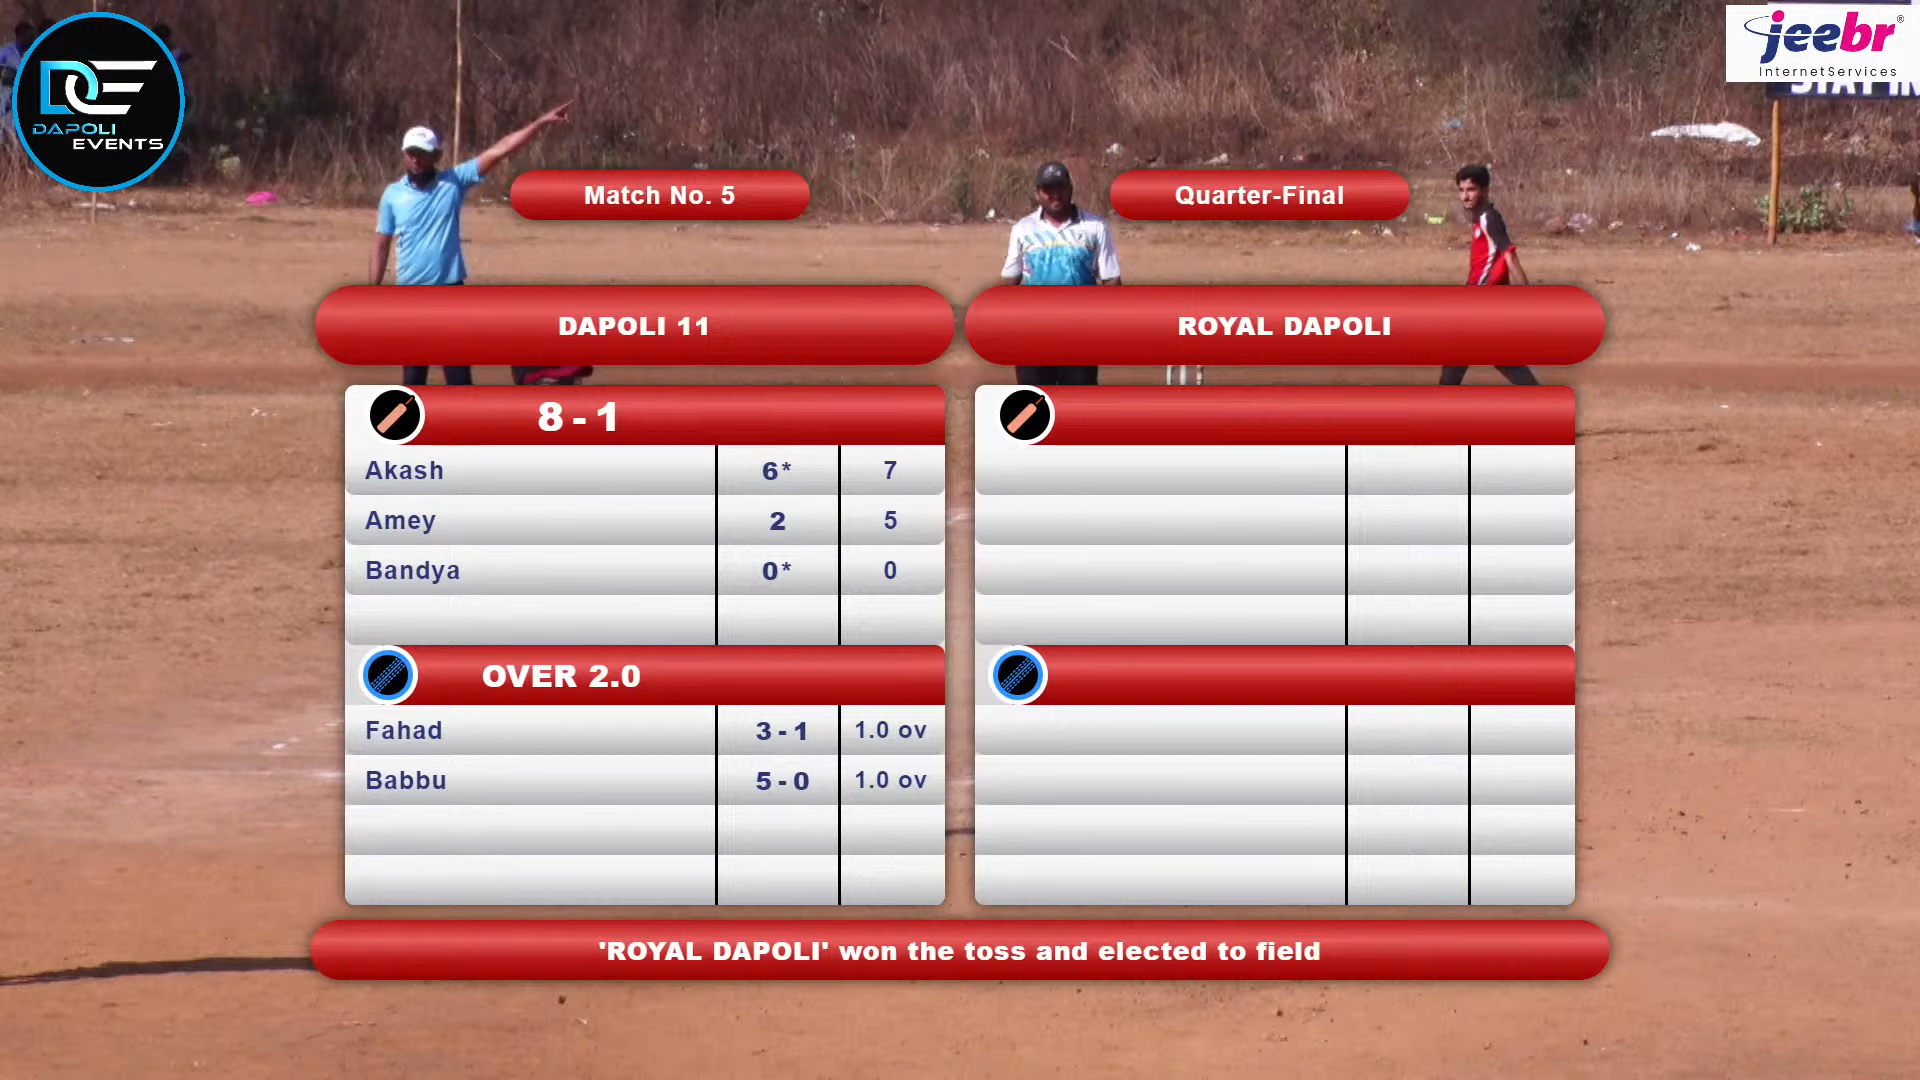 DAPOLI
EVENTS
jeebr®
InternetServices
Match No. 5
Quarter-Final
DAPOLI 11
ROYAL DAPOLI
8 - 1
Akash 6* 7
Amey 2 5
Bandya 0* 0
OVER 2.0
Fahad 3 - 1 1.0 ov
Babbu 5 - 0 1.0 ov
'ROYAL DAPOLI' won the toss and elected to field